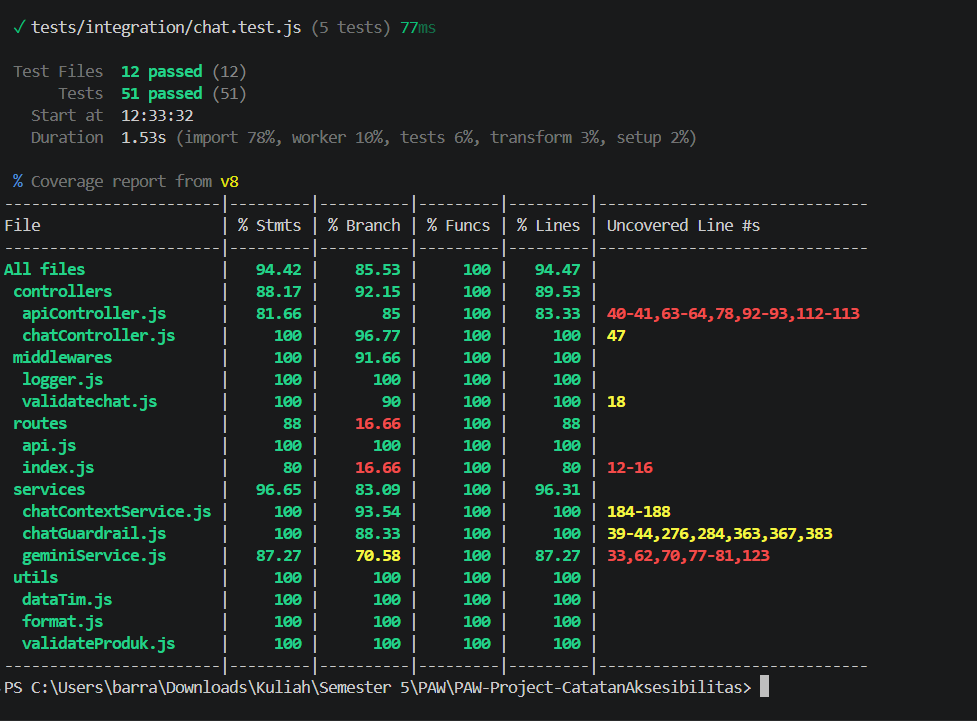 ✓ tests/integration/chat.test.js (5 tests) 77ms
Test Files  12 passed (12)
Tests  51 passed (51)
Start at  12:33:32
Duration  1.53s (import 78%, worker 10%, tests 6%, transform 3%, setup 2%)
% Coverage report from v8
------------------------|---------|----------|---------|---------|------------------------------
File                    | % Stmts | % Branch | % Funcs | % Lines | Uncovered Line #s
------------------------|---------|----------|---------|---------|------------------------------
All files               |   94.42 |    85.53 |     100 |   94.47 |
 controllers            |   88.17 |    92.15 |     100 |   89.53 |
  apiController.js      |   81.66 |       85 |     100 |   83.33 | 40-41,63-64,78,92-93,112-113
  chatController.js     |     100 |    96.77 |     100 |     100 | 47
 middlewares            |     100 |    91.66 |     100 |     100 |
  logger.js             |     100 |      100 |     100 |     100 |
  validatechat.js       |     100 |       90 |     100 |     100 | 18
 routes                 |      88 |    16.66 |     100 |      88 |
  api.js                |     100 |      100 |     100 |     100 |
  index.js              |      80 |    16.66 |     100 |      80 | 12-16
 services               |   96.65 |    83.09 |     100 |   96.31 |
  chatContextService.js |     100 |    93.54 |     100 |     100 | 184-188
  chatGuardrail.js      |     100 |    88.33 |     100 |     100 | 39-44,276,284,363,367,383
  geminiService.js      |   87.27 |    70.58 |     100 |   87.27 | 33,62,70,77-81,123
 utils                  |     100 |      100 |     100 |     100 |
  dataTim.js            |     100 |      100 |     100 |     100 |
  format.js             |     100 |      100 |     100 |     100 |
  validateProduk.js     |     100 |      100 |     100 |     100 |
------------------------|---------|----------|---------|---------|------------------------------
PS C:\Users\barra\Downloads\Kuliah\Semester 5\PAW\PAW-Project-CatatanAksesibilitas>